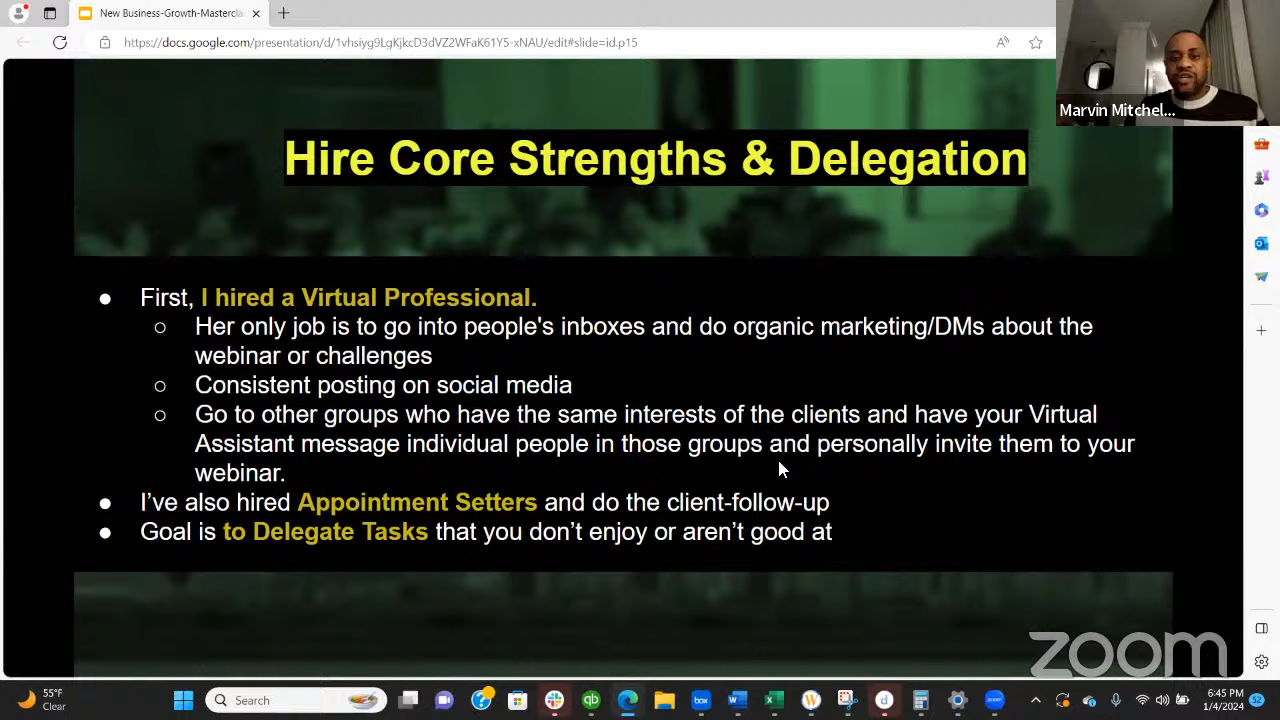 New Business-Growth-Mastercla
https://docs.google.com/presentation/d/1vhsiyg9LgKjkcD3dVZ2WFaK61Y5-xNAU/edit#slide=id.p15
Marvin Mitchel...
Hire Core Strengths & Delegation
● First, I hired a Virtual Professional.
○ Her only job is to go into people's inboxes and do organic marketing/DMs about the
webinar or challenges
○ Consistent posting on social media
○ Go to other groups who have the same interests of the clients and have your Virtual
Assistant message individual people in those groups and personally invite them to your
webinar.
● I’ve also hired Appointment Setters and do the client-follow-up
● Goal is to Delegate Tasks that you don’t enjoy or aren’t good at
zoom
55°F
Clear
Search
box
6:45 PM
1/4/2024
52